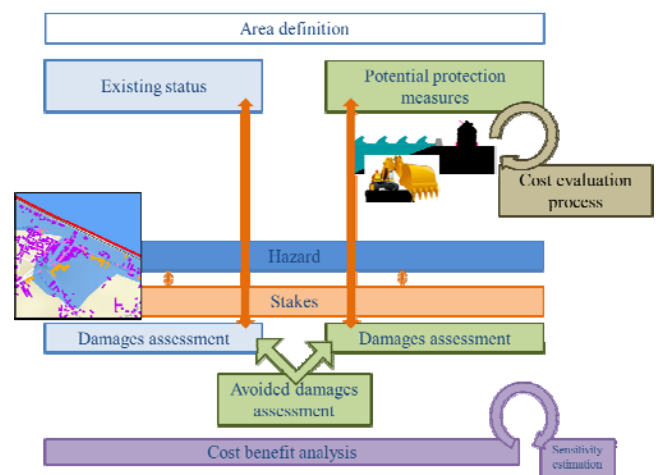 Area definition
Existing status
Potential protection
measures
Cost evaluation
process
Hazard
Stakes
Damages assessment
Damages assessment
Avoided damages
assessment
Cost benefit analysis
Sensitivity
estimation